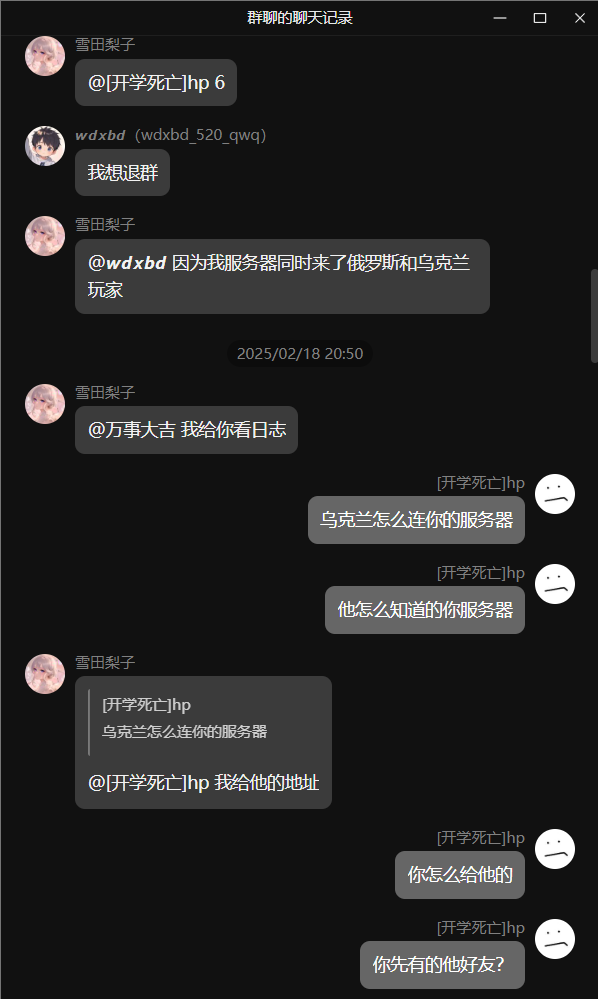 群聊的聊天记录
雪田梨子
@[开学死亡]hp 6
wdxbd（wdxbd_520_qwq）
我想退群
雪田梨子
@wdxbd 因为我服务器同时来了俄罗斯和乌克兰
玩家
2025/02/18 20:50
雪田梨子
@万事大吉 我给你看日志
[开学死亡]hp
乌克兰怎么连你的服务器
[开学死亡]hp
他怎么知道的你服务器
雪田梨子
[开学死亡]hp
乌克兰怎么连你的服务器
@[开学死亡]hp 我给他的地址
[开学死亡]hp
你怎么给他的
[开学死亡]hp
你先有的他好友？